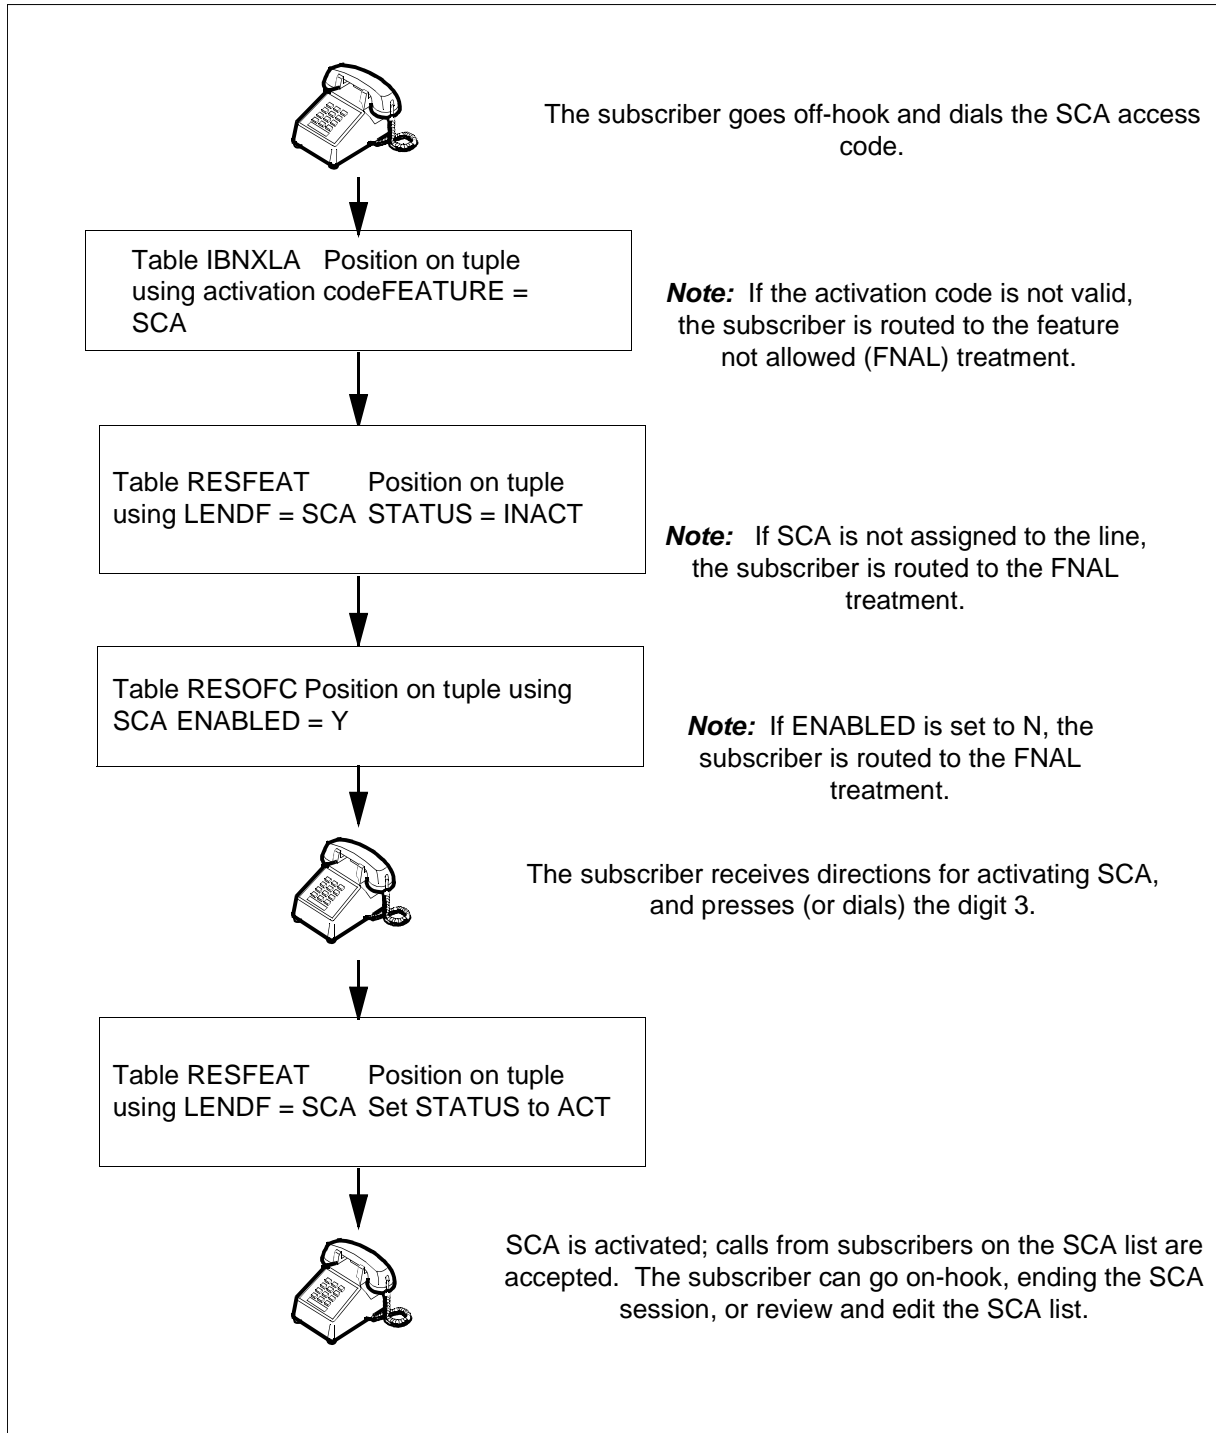 The subscriber goes off-hook and dials the SCA access
code.
Table IBNXLA Position on tuple
using activation codeFEATURE =
SCA
Note: If the activation code is not valid,
the subscriber is routed to the feature
not allowed (FNAL) treatment.
Table RESFEAT Position on tuple
using LENDF = SCA STATUS = INACT
Note: If SCA is not assigned to the line,
the subscriber is routed to the FNAL
treatment.
Table RESOFC Position on tuple using
SCA ENABLED = Y
Note: If ENABLED is set to N, the
subscriber is routed to the FNAL
treatment.
The subscriber receives directions for activating SCA,
and presses (or dials) the digit 3.
Table RESFEAT Position on tuple
using LENDF = SCA Set STATUS to ACT
SCA is activated; calls from subscribers on the SCA list are
accepted. The subscriber can go on-hook, ending the SCA
session, or review and edit the SCA list.